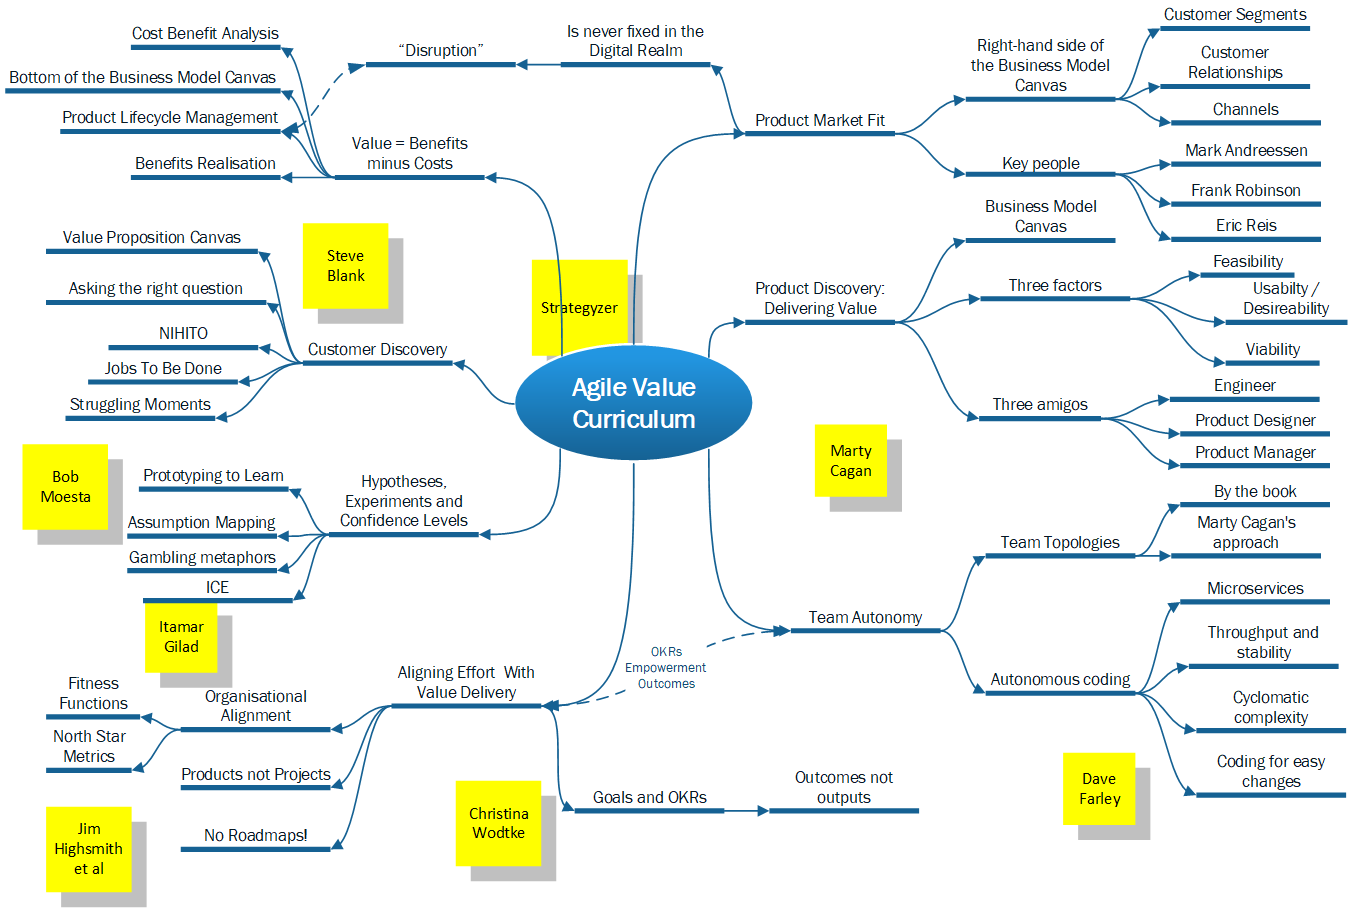 Cost Benefit Analysis
Bottom of the Business Model Canvas
Product Lifecycle Management
Benefits Realisation
Value = Benefits
minus Costs
“Disruption”
Is never fixed in the
Digital Realm
Product Market Fit
Right-hand side of
the Business Model
Canvas
Customer Segments
Customer
Relationships
Channels
Key people
Mark Andreessen
Frank Robinson
Eric Reis
Value Proposition Canvas
Asking the right question
NIHITO
Jobs To Be Done
Struggling Moments
Customer Discovery
Steve
Blank
Strategyzer
Agile Value
Curriculum
Product Discovery:
Delivering Value
Business Model
Canvas
Three factors
Feasibility
Usabilty /
Desireability
Viability
Three amigos
Engineer
Product Designer
Product Manager
Marty
Cagan
Bob
Moesta
Prototyping to Learn
Assumption Mapping
Gambling metaphors
ICE
Hypotheses,
Experiments and
Confidence Levels
Itamar
Gilad
Team Autonomy
Team Topologies
By the book
Marty Cagan's
approach
Autonomous coding
Microservices
Throughput and
stability
Cyclomatic
complexity
Coding for easy
changes
Dave
Farley
OKRs
Empowerment
Outcomes
Aligning Effort  With
Value Delivery
Organisational
Alignment
Fitness
Functions
North Star
Metrics
Products not Projects
No Roadmaps!
Jim
Highsmith
et al
Christina
Wodtke
Goals and OKRs
Outcomes not
outputs